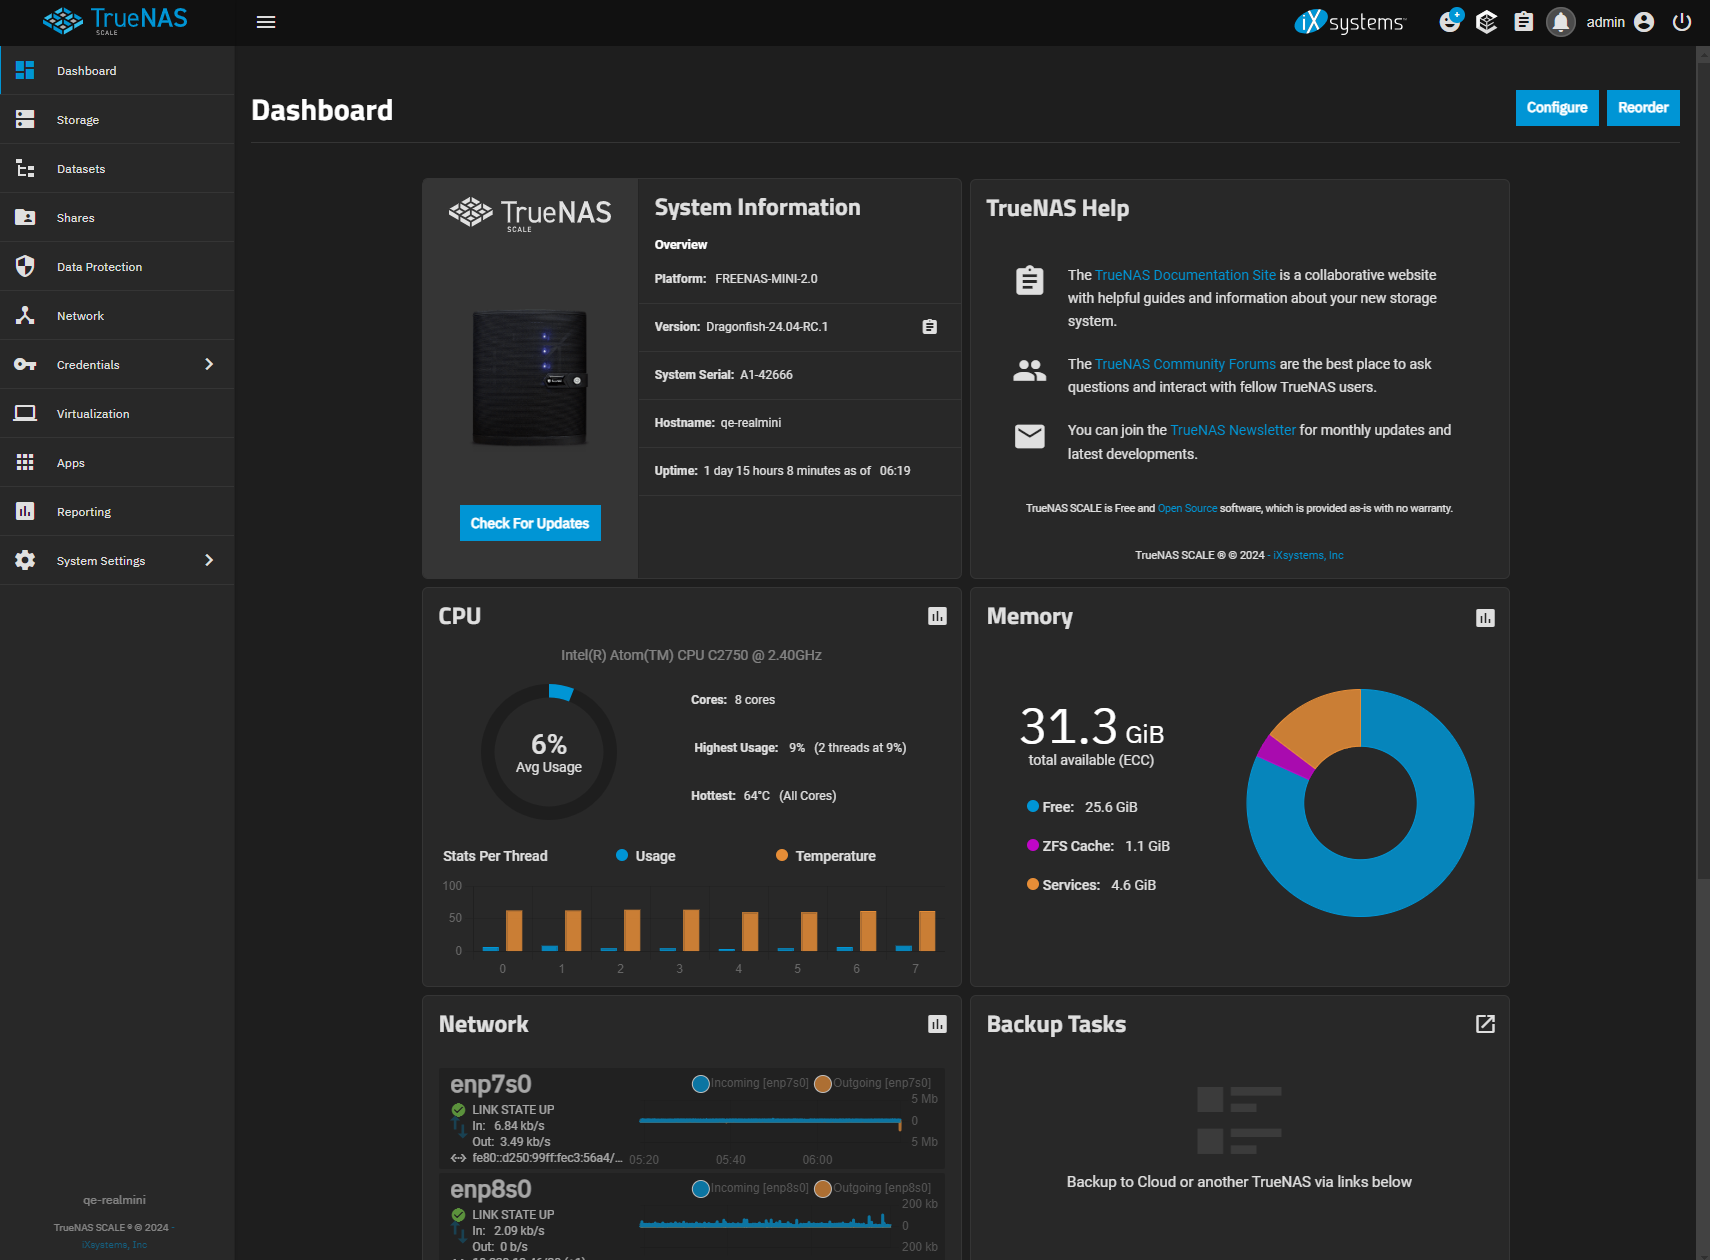 TrueNAS
SCALE
iXsystems
admin
Dashboard
Storage
Datasets
Shares
Data Protection
Network
Credentials
Virtualization
Apps
Reporting
System Settings
qe-realmini
TrueNAS SCALE ® © 2024 -
iXsystems, Inc
Dashboard
Configure
Reorder
TrueNAS
SCALE
Check For Updates
System Information
Overview
Platform: FREENAS-MINI-2.0
Version: Dragonfish-24.04-RC.1
System Serial: A1-42666
Hostname: qe-realmini
Uptime: 1 day 15 hours 8 minutes as of 06:19
TrueNAS Help
The TrueNAS Documentation Site is a collaborative website
with helpful guides and information about your new storage
system.
The TrueNAS Community Forums are the best place to ask
questions and interact with fellow TrueNAS users.
You can join the TrueNAS Newsletter for monthly updates and
latest developments.
TrueNAS SCALE is Free and Open Source software, which is provided as-is with no warranty.
TrueNAS SCALE ® © 2024 - iXsystems, Inc
CPU
Intel(R) Atom(TM) CPU C2750 @ 2.40GHz
6%
Avg Usage
Cores: 8 cores
Highest Usage: 9% (2 threads at 9%)
Hottest: 64°C (All Cores)
Stats Per Thread
Usage
Temperature
100
50
0
0 1 2 3 4 5 6 7
Memory
31.3 GiB
total available (ECC)
Free: 25.6 GiB
ZFS Cache: 1.1 GiB
Services: 4.6 GiB
Network
enp7s0
LINK STATE UP
In: 6.84 kb/s
Out: 3.49 kb/s
fe80::d250:99ff:fec3:56a4/...
Incoming [enp7s0] Outgoing [enp7s0]
5 Mb
0
5 Mb
05:20 05:40 06:00
enp8s0
LINK STATE UP
In: 2.09 kb/s
Out: 0 b/s
Incoming [enp8s0] Outgoing [enp8s0]
200 kb
0
200 kb
Backup Tasks
Backup to Cloud or another TrueNAS via links below